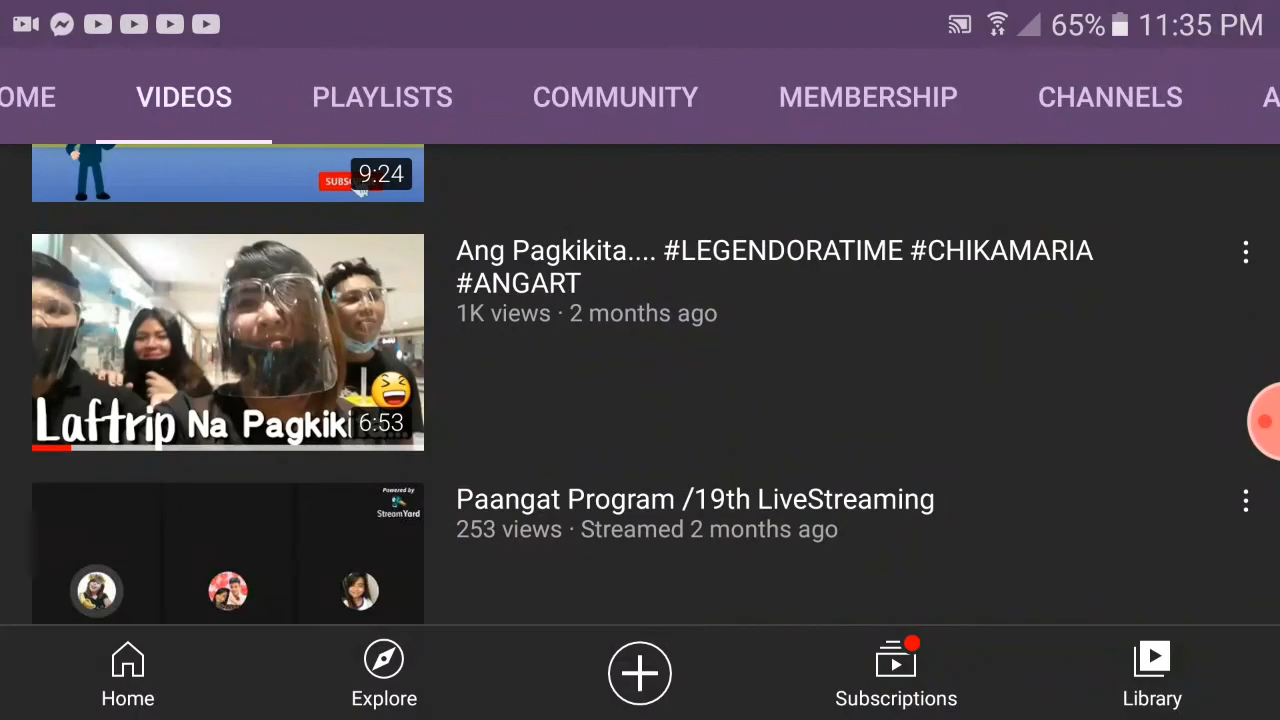 65% 11:35 PM
OME VIDEOS PLAYLISTS COMMUNITY MEMBERSHIP CHANNELS A
SUBS
9:24
Ang Pagkikita.... #LEGENDORATIME #CHIKAMARIA
#ANGART
1K views · 2 months ago
Laftrip Na Pagkiki
6:53
Powered by
StreamYard
Paangat Program /19th LiveStreaming
253 views · Streamed 2 months ago
Home Explore Subscriptions Library